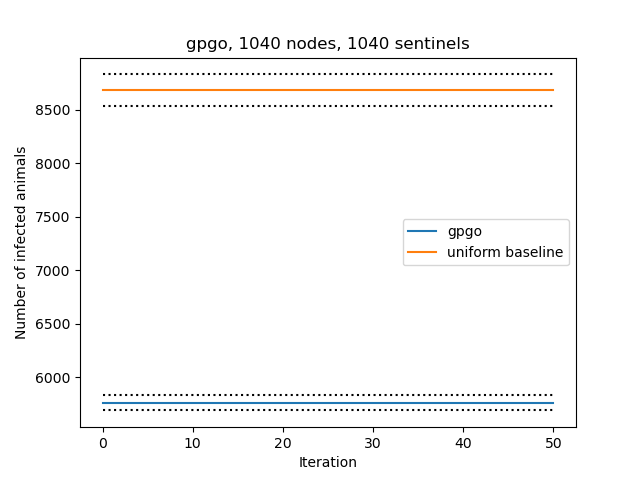 gpgo, 1040 nodes, 1040 sentinels
Number of infected animals
8500
8000
7500
7000
6500
6000
gpgo
uniform baseline
0 10 20 30 40 50
Iteration